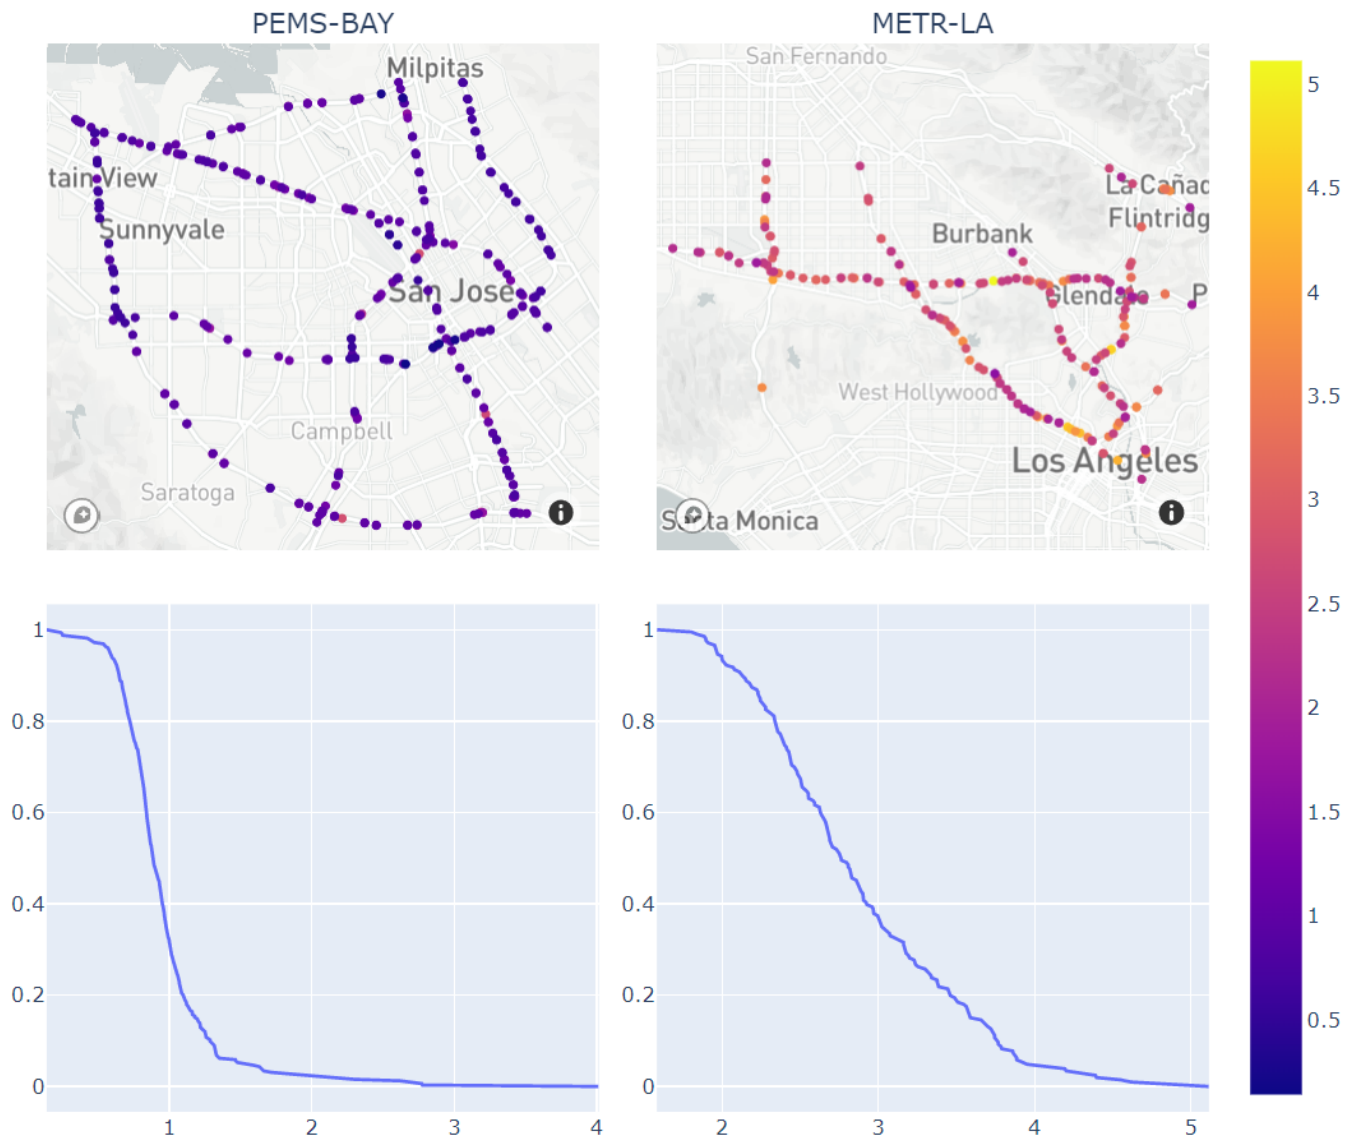 PEMS-BAY
METR-LA
Milpitas
tain View
Sunnyvale
San Jose
Campbell
Saratoga
San Fernando
La Cañad
Flintridg
Burbank
Glendale
P
West Hollywood
Los Angeles
Santa Monica
5
4.5
4
3.5
3
2.5
2
1.5
1
0.5
1
0.8
0.6
0.4
0.2
0
1
2
3
4
1
0.8
0.6
0.4
0.2
0
2
3
4
5